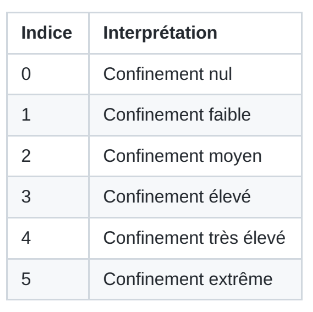 Indice Interprétation
0 Confinement nul
1 Confinement faible
2 Confinement moyen
3 Confinement élevé
4 Confinement très élevé
5 Confinement extrême